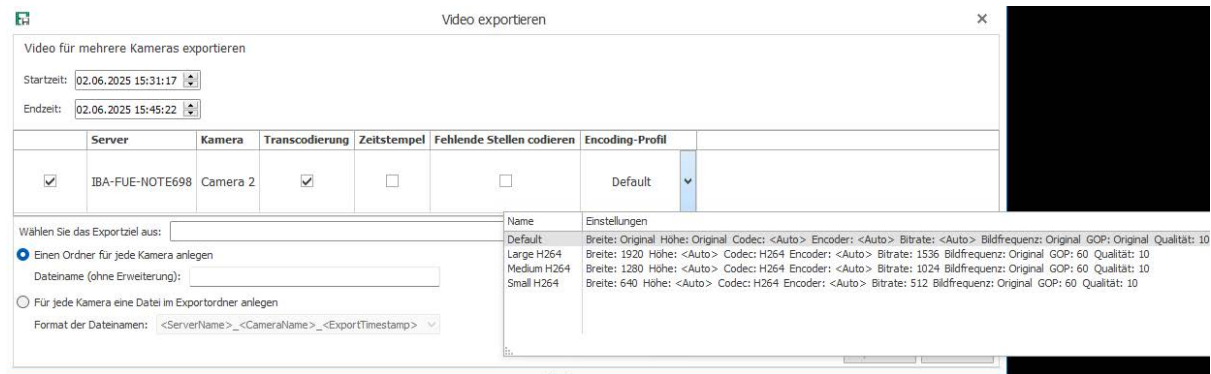 Video exportieren
Video für mehrere Kameras exportieren
Startzeit: 02.06.2025 15:31:17
Endzeit: 02.06.2025 15:45:22
Server Kamera Transcodierung Zeitstempel Fehlende Stellen codieren Encoding-Profil
IBA-FUE-NOTE698 Camera 2 Default
Wählen Sie das Exportziel aus:
Einen Ordner für jede Kamera anlegen
Dateiname (ohne Erweiterung):
Für jede Kamera eine Datei im Exportordner anlegen
Format der Dateinamen: <ServerName>_<CameraName>_<ExportTimestamp>
Name Einstellungen
Default Breite: Original Höhe: Original Codec: <Auto> Encoder: <Auto> Bitrate: <Auto> Bildfrequenz: Original GOP: Original Qualität: 10
Large H264 Breite: 1920 Höhe: <Auto> Codec: H264 Encoder: <Auto> Bitrate: 1536 Bildfrequenz: Original GOP: 60 Qualität: 10
Medium H264 Breite: 1280 Höhe: <Auto> Codec: H264 Encoder: <Auto> Bitrate: 1024 Bildfrequenz: Original GOP: 60 Qualität: 10
Small H264 Breite: 640 Höhe: <Auto> Codec: H264 Encoder: <Auto> Bitrate: 512 Bildfrequenz: Original GOP: 60 Qualität: 10